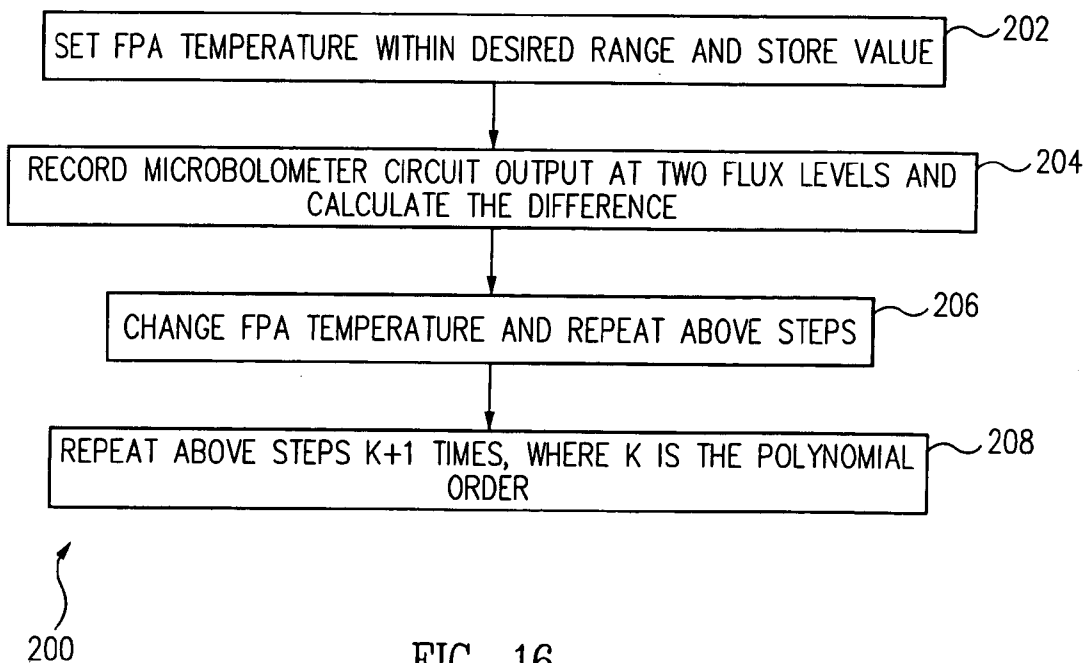 SET FPA TEMPERATURE WITHIN DESIRED RANGE AND STORE VALUE
202
RECORD MICROBOLOMETER CIRCUIT OUTPUT AT TWO FLUX LEVELS AND
CALCULATE THE DIFFERENCE
204
CHANGE FPA TEMPERATURE AND REPEAT ABOVE STEPS
206
REPEAT ABOVE STEPS K+1 TIMES, WHERE K IS THE POLYNOMIAL
ORDER
208
200
FIG. 16